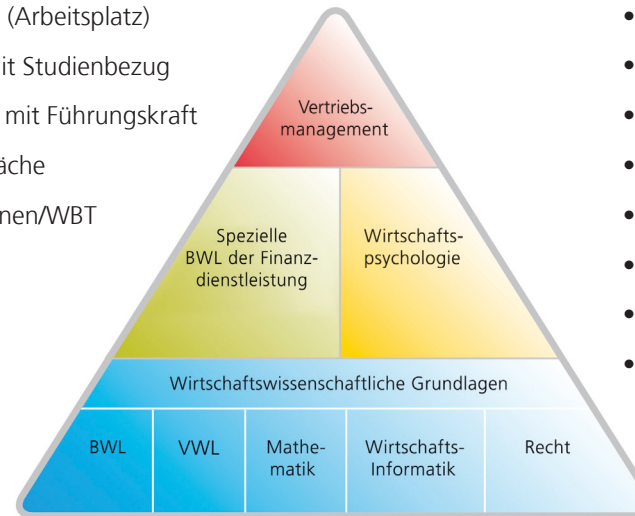 (Arbeitsplatz)
it Studienbezug
mit Führungskraft
äche
nen/WBT
•
•
•
•
•
•
•
•
Vertriebs-
management
Spezielle
BWL der Finanz-
dienstleistung
Wirtschafts-
psychologie
Wirtschaftswissenschaftliche Grundlagen
BWL
VWL
Mathe-
matik
Wirtschafts-
Informatik
Recht